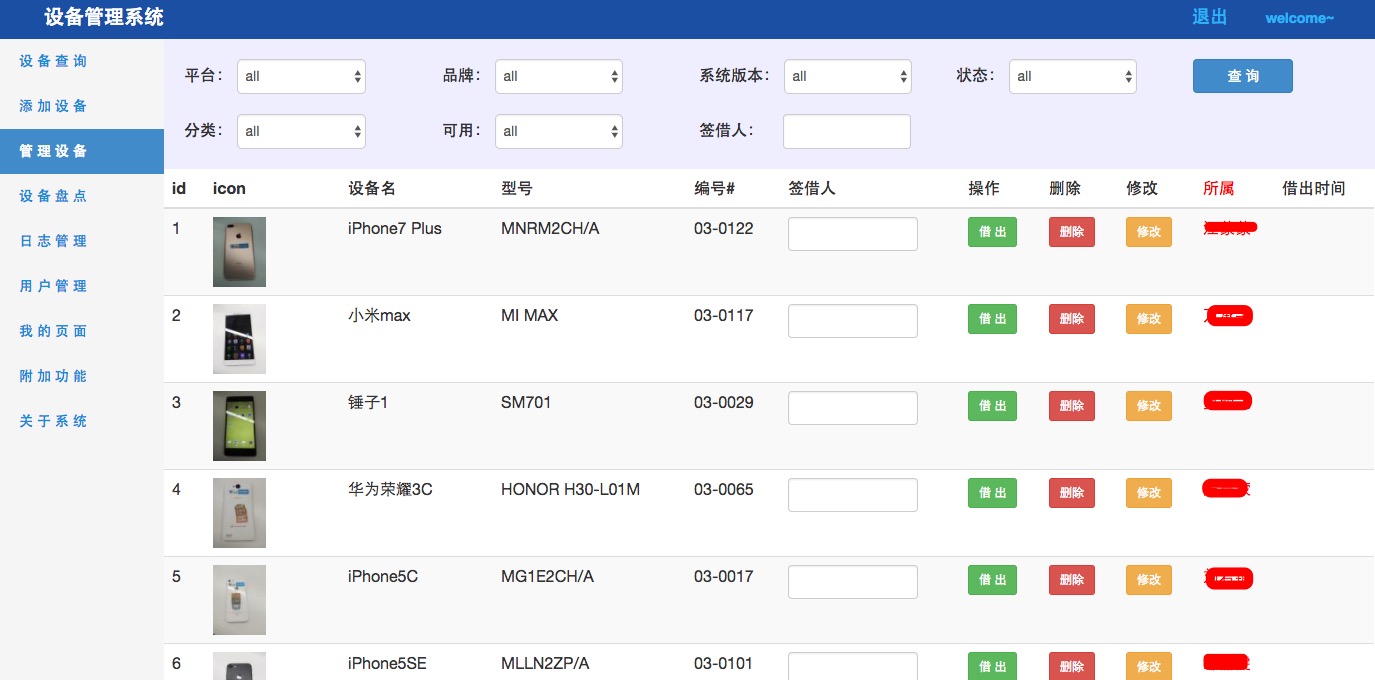 设备管理系统
退出 welcome~
设备查询
添加设备
管理设备
设备盘点
日志管理
用户管理
我的页面
附加功能
关于系统
平台： all 品牌： all 系统版本： all 状态： all 查 询
分类： all 可用： all 签借人：
id icon 设备名 型号 编号# 签借人 操作 删除 修改 所属 借出时间
1 iPhone7 Plus MNRM2CH/A 03-0122 借 出 删除 修改
2 小米max MI MAX 03-0117 借 出 删除 修改
3 锤子1 SM701 03-0029 借 出 删除 修改
4 华为荣耀3C HONOR H30-L01M 03-0065 借 出 删除 修改
5 iPhone5C MG1E2CH/A 03-0017 借 出 删除 修改
6 iPhone5SE MLLN2ZP/A 03-0101 借 出 删除 修改